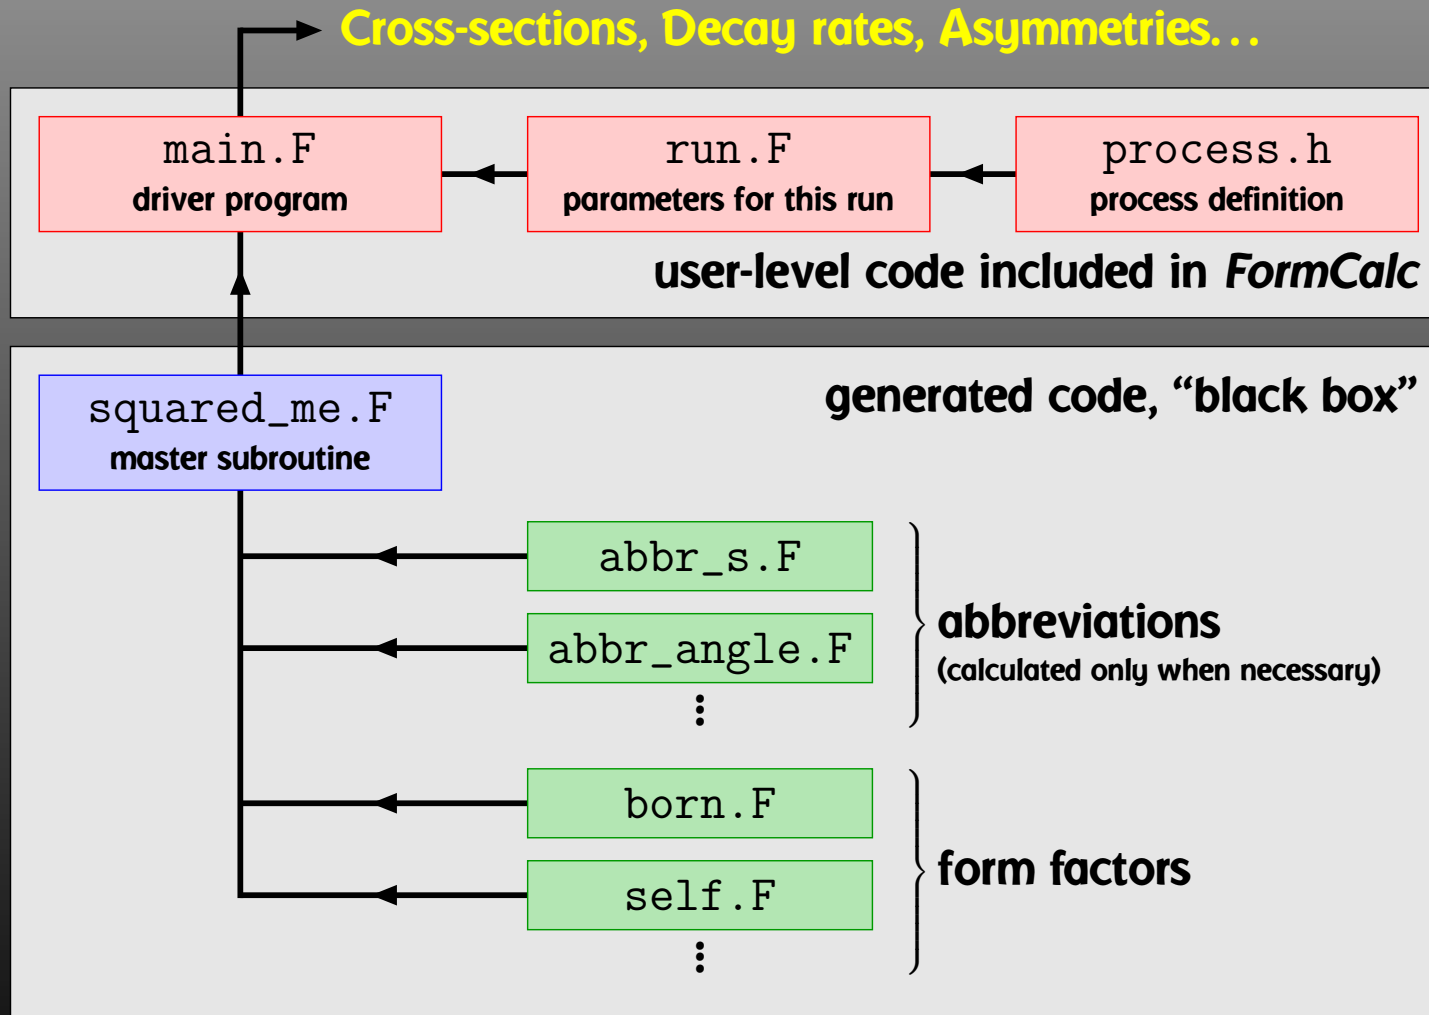 Cross-sections, Decay rates, Asymmetries...
main.F
driver program
run.F
parameters for this run
process.h
process definition
user-level code included in FormCalc
squared_me.F
master subroutine
generated code, “black box”
abbr_s.F
abbr_angle.F
⋮
abbreviations
(calculated only when necessary)
born.F
self.F
⋮
form factors